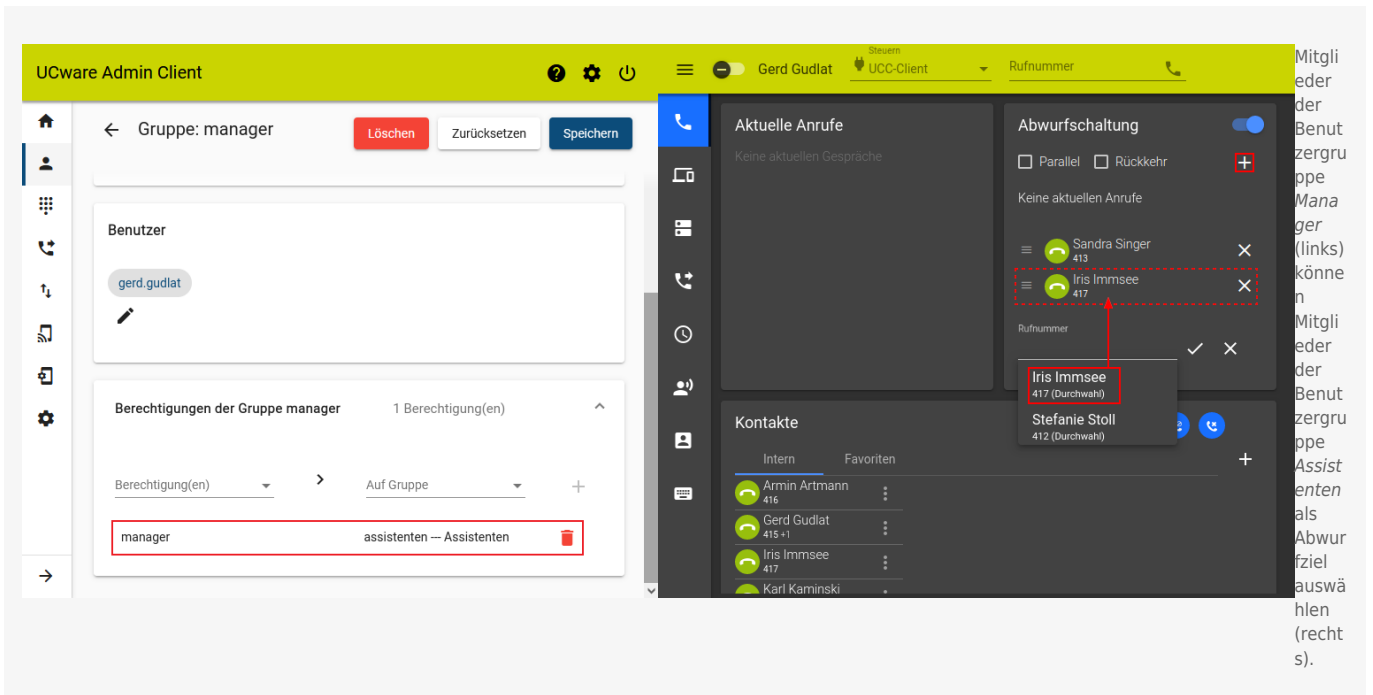 UCware Admin Client
Gruppe: manager
Löschen
Zurücksetzen
Speichern
Benutzer
gerd.gudlat
Berechtigungen der Gruppe manager
1 Berechtigung(en)
Berechtigung(en)
Auf Gruppe
manager
assistenten --- Assistenten
Gerd Gudlat
Steuern
UCC-Client
Rufnummer
Aktuelle Anrufe
Keine aktuellen Gespräche
Abwurfschaltung
Parallel
Rückkehr
Keine aktuellen Anrufe
Sandra Singer
413
Iris Immsee
417
Rufnummer
Iris Immsee
417 (Durchwahl)
Stefanie Stoll
412 (Durchwahl)
Kontakte
Intern
Favoriten
Armin Artmann
416
Gerd Gudlat
415 +1
Iris Immsee
417
Karl Kaminski
Mitgli
eder
der
Benut
zergru
ppe
Mana
ger
(links)
könne
n
Mitgli
eder
der
Benut
zergru
ppe
Assist
enten
als
Abwur
fziel
auswä
hlen
(recht
s).